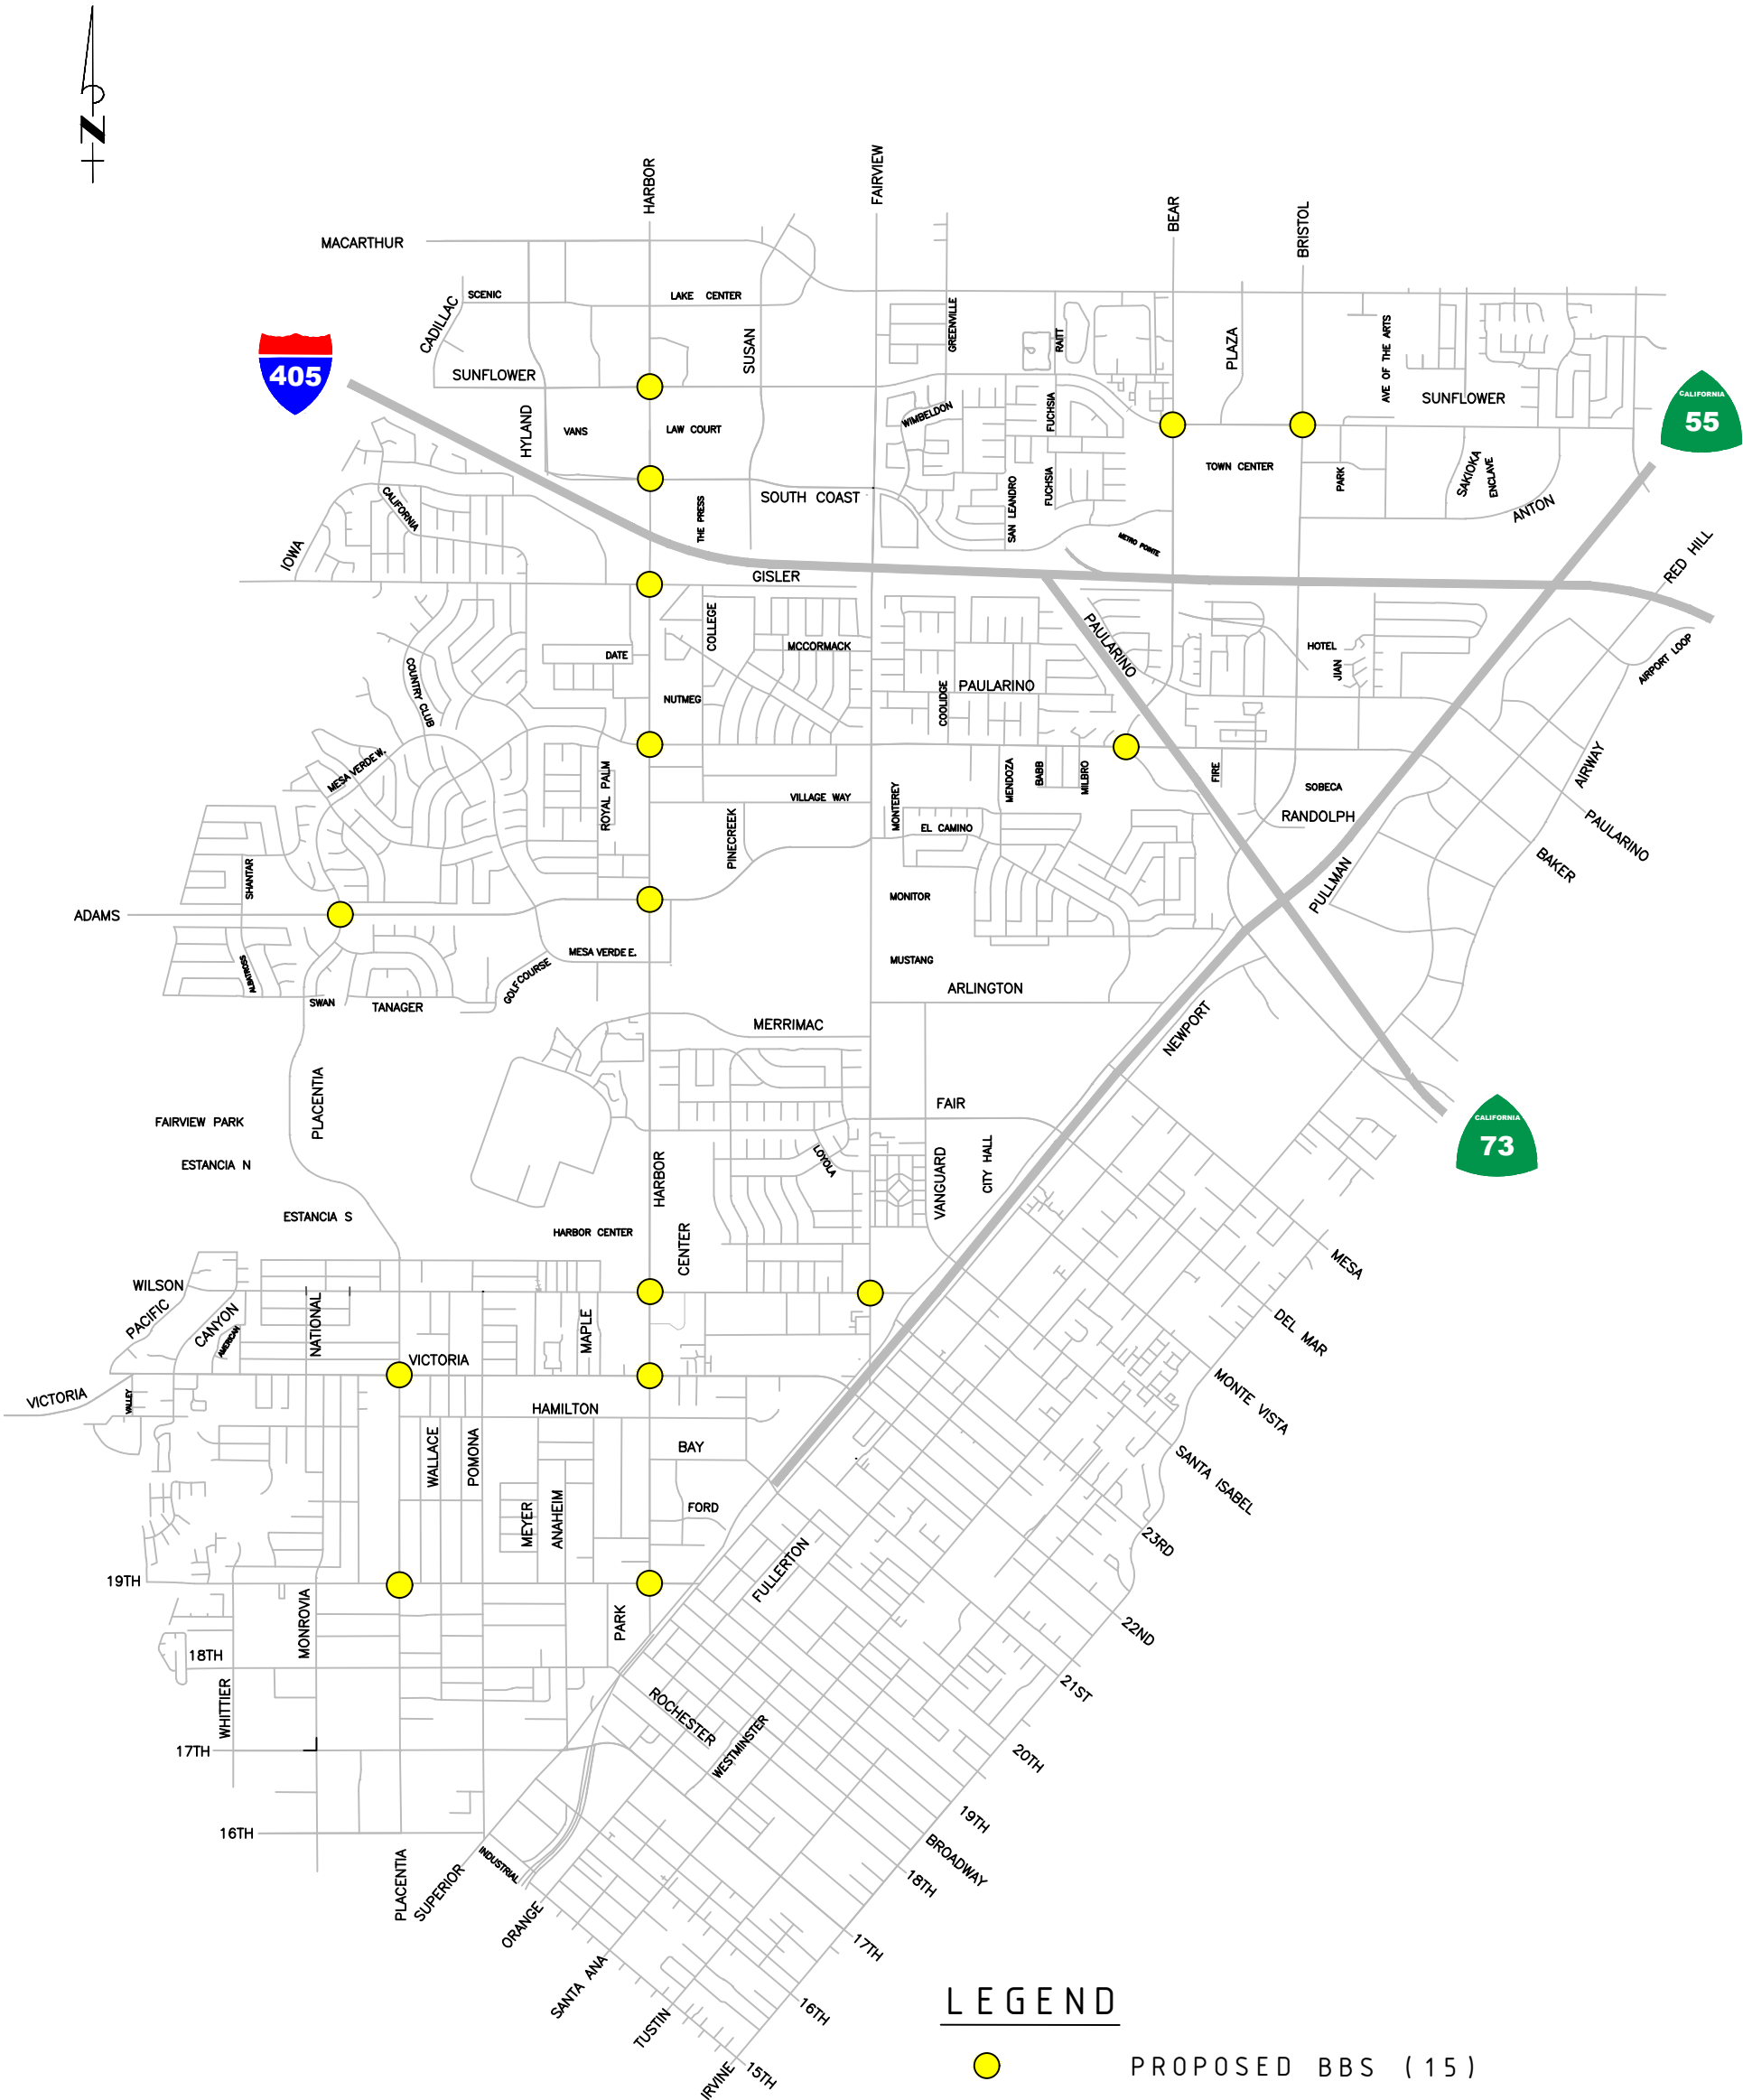 N
HARBOR
FAIRVIEW
BEAR
BRISTOL
MACARTHUR
SCENIC
LAKE CENTER
CADILLAC
SUSAN
GREENVILLE
RAITT
PLAZA
AVE OF THE ARTS
405
SUNFLOWER
SUNFLOWER
CALIFORNIA
55
HYLAND
VANS
LAW COURT
WIMBELDON
FUCHSIA
TOWN CENTER
PARK
SAKIOKA
ENCLAVE
CALIFORNIA
THE PRESS
SOUTH COAST
SAN LEANDRO
FUCHSIA
ANTON
IOWA
METRO POINTE
RED HILL
GISLER
COLLEGE
MCCORMACK
PAULARINO
HOTEL
JIAN
AIRPORT LOOP
DATE
COUNTRY CLUB
NUTMEG
COOLIDGE
PAULARINO
MESA VERDE W.
ROYAL PALM
VILLAGE WAY
MONTEREY
MENDOZA
BABB
MILBRO
FIRE
SOBECA
AIRWAY
RANDOLPH
PINECREEK
EL CAMINO
PAULARINO
BAKER
SHANTAR
PULLMAN
MONITOR
ADAMS
MESA VERDE E.
MUSTANG
ALBATROSS
GOLF COURSE
SWAN
TANAGER
ARLINGTON
MERRIMAC
NEWPORT
PLACENTIA
FAIR
FAIRVIEW PARK
ESTANCIA N
LOYOLA
CITY HALL
CALIFORNIA
73
HARBOR
VANGUARD
ESTANCIA S
HARBOR CENTER
CENTER
MESA
WILSON
PACIFIC
CANYON
AMERICAN
NATIONAL
MAPLE
DEL MAR
VICTORIA
VICTORIA
VALLEY
MONTE VISTA
HAMILTON
WALLACE
POMONA
BAY
SANTA ISABEL
MEYER
ANAHEIM
FORD
23RD
FULLERTON
19TH
MONROVIA
PARK
22ND
18TH
WHITTIER
21ST
ROCHESTER
WESTMINSTER
17TH
20TH
16TH
19TH
BROADWAY
PLACENTIA
SUPERIOR
INDUSTRIAL
18TH
ORANGE
17TH
SANTA ANA
16TH
TUSTIN
IRVINE
15TH
LEGEND
PROPOSED BBS (15)